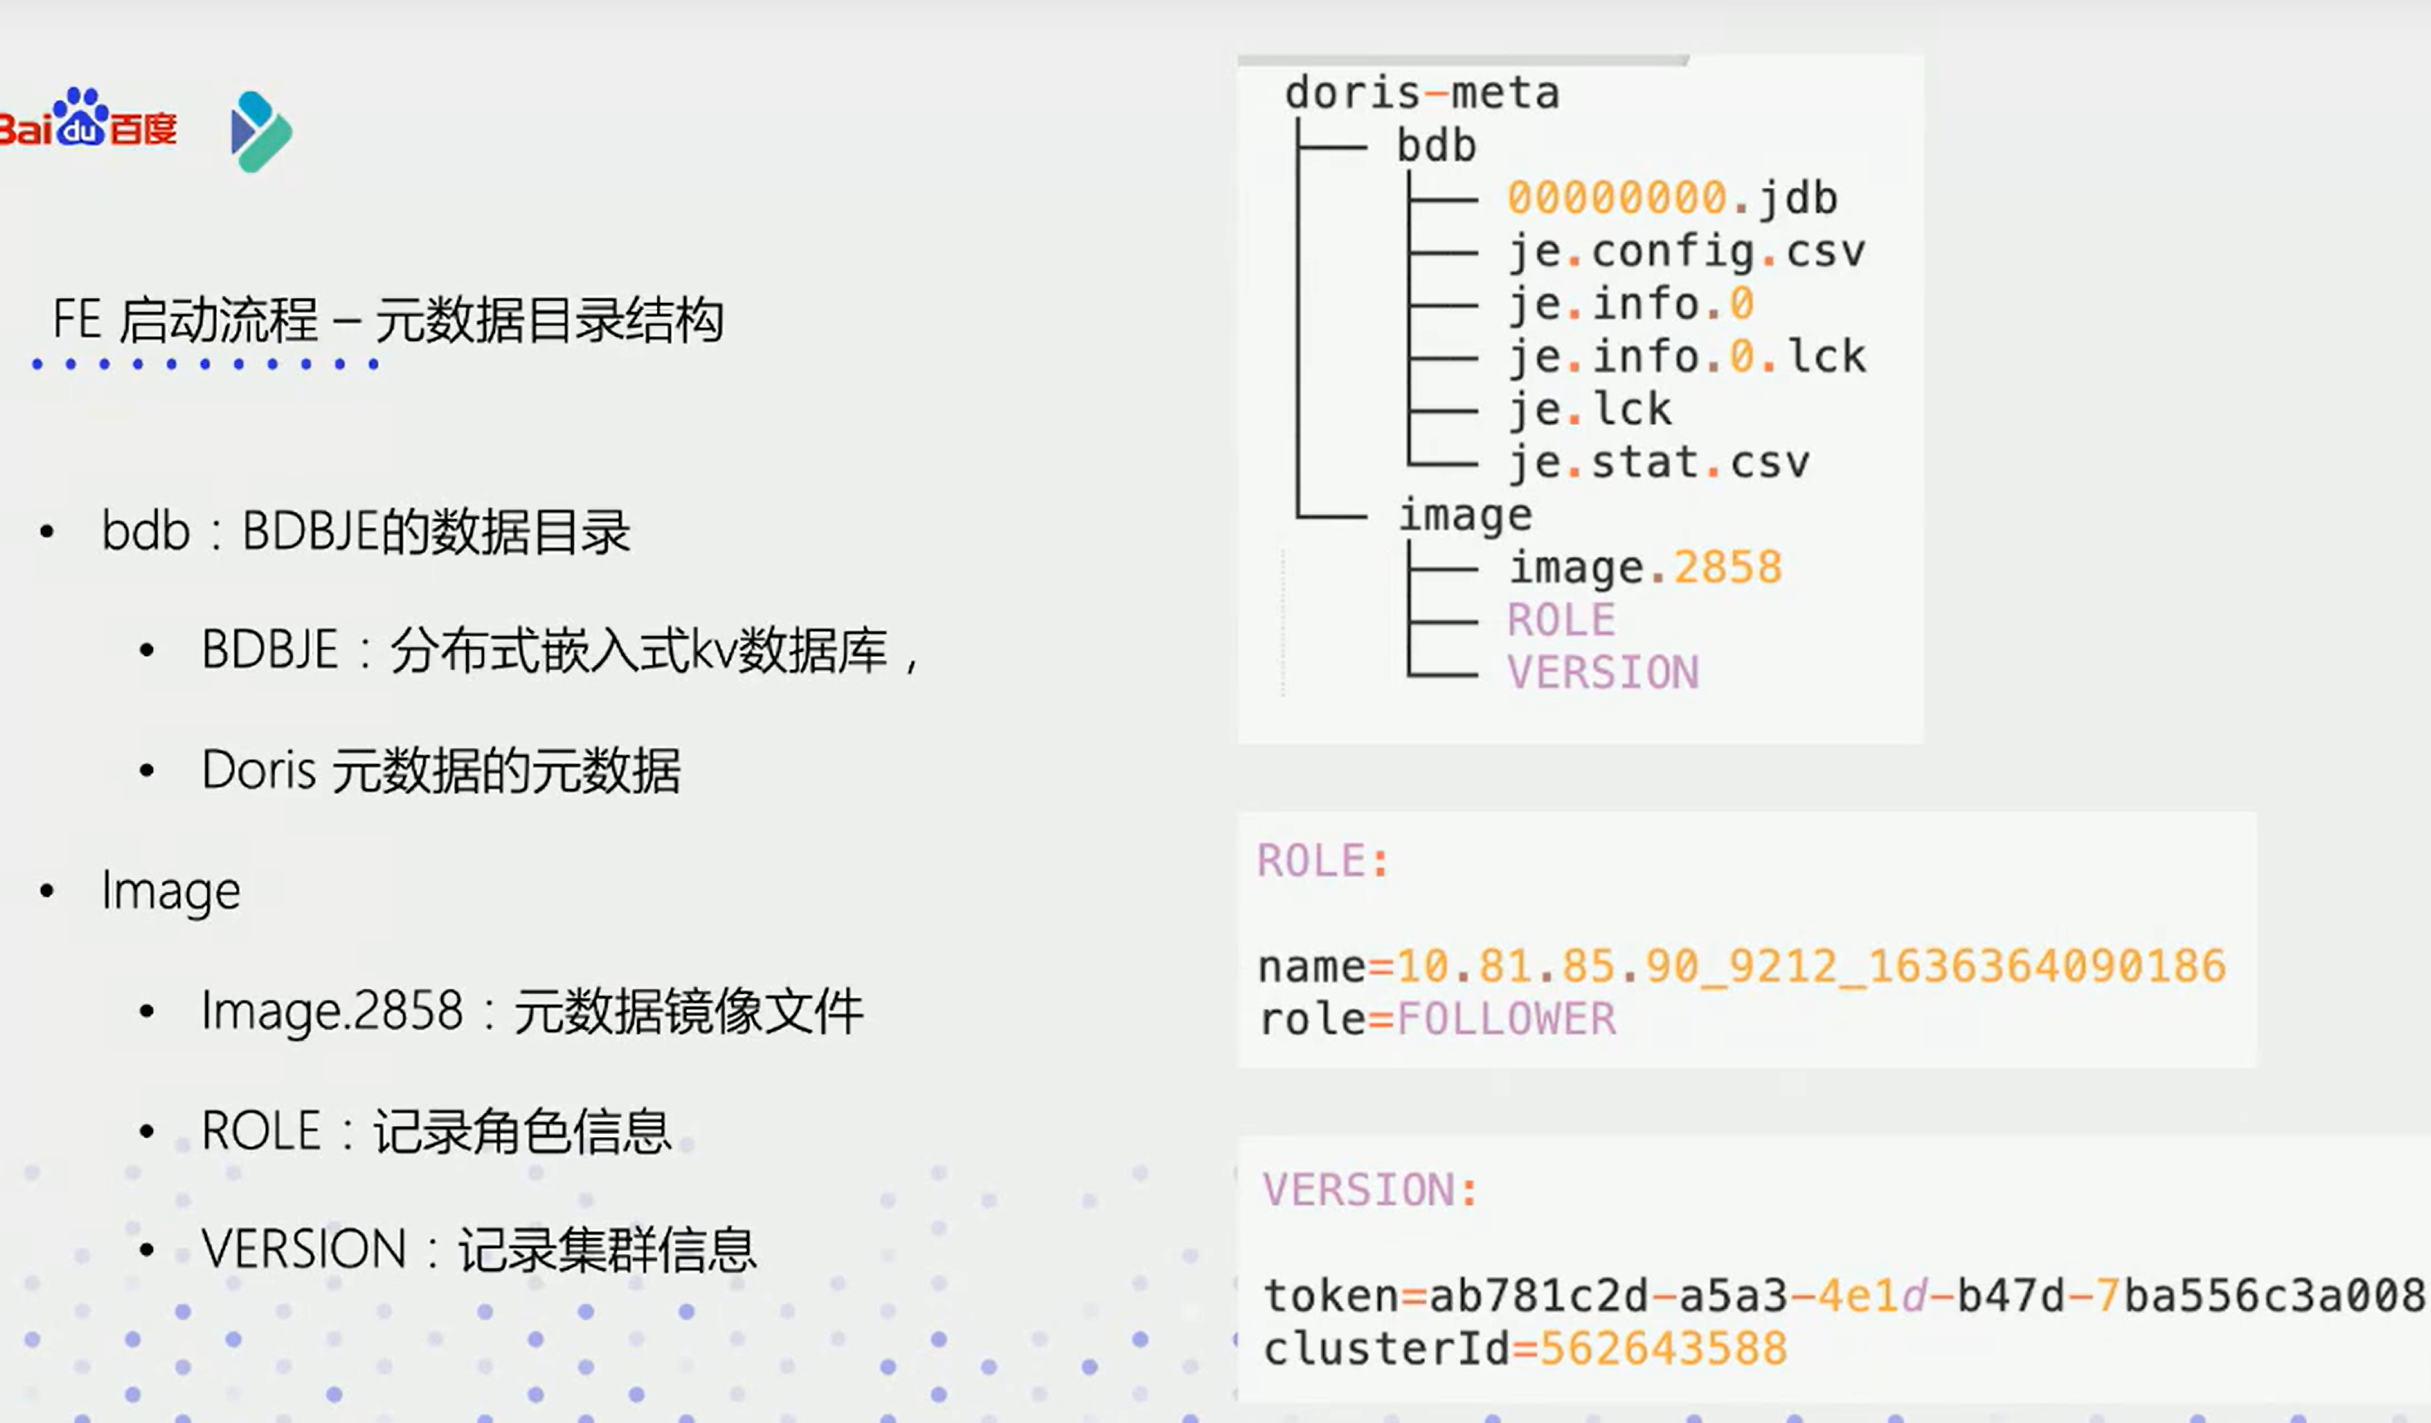 Baidu百度
FE 启动流程 – 元数据目录结构
• bdb：BDBJE的数据目录
• BDBJE：分布式嵌入式kv数据库，
• Doris 元数据的元数据
• Image
• Image.2858：元数据镜像文件
• ROLE：记录角色信息
• VERSION：记录集群信息
doris-meta
├── bdb
│   ├── 00000000.jdb
│   ├── je.config.csv
│   ├── je.info.0
│   ├── je.info.0.lck
│   ├── je.lck
│   └── je.stat.csv
└── image
    ├── image.2858
    ├── ROLE
    └── VERSION
ROLE:
name=10.81.85.90_9212_1636364090186
role=FOLLOWER
VERSION:
token=ab781c2d-a5a3-4e1d-b47d-7ba556c3a008
clusterId=562643588